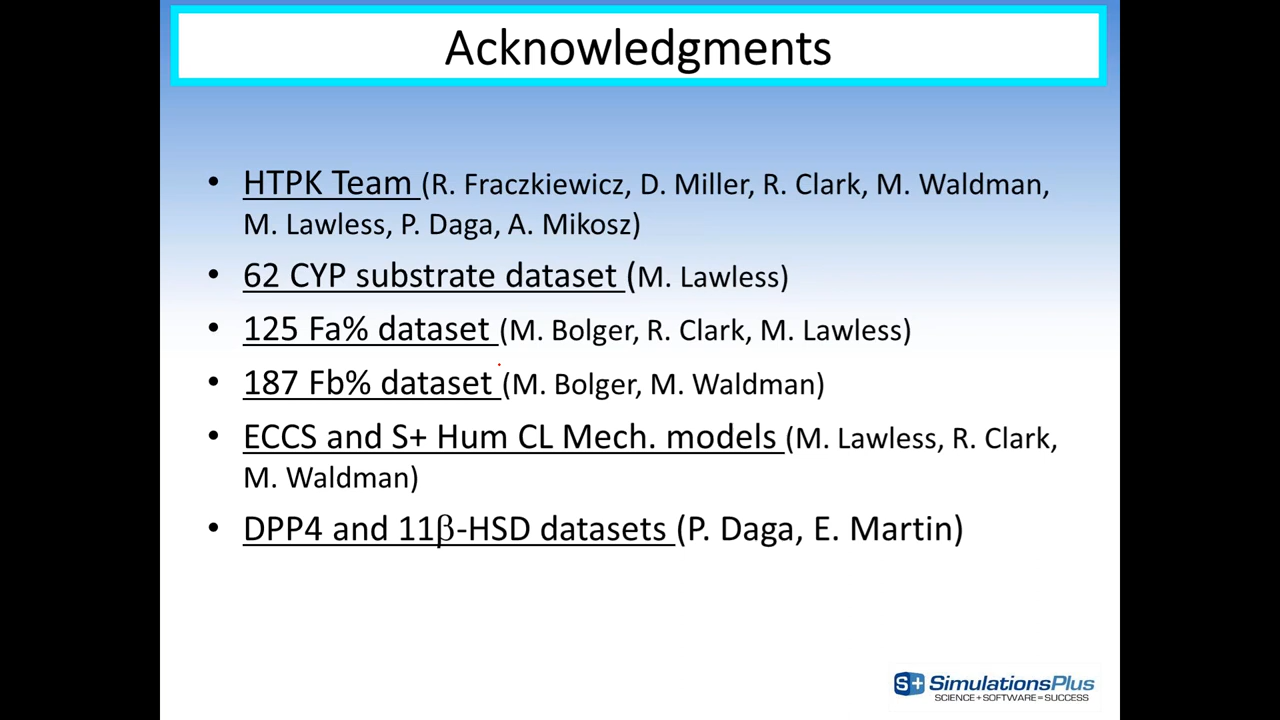 Acknowledgments
• HTPK Team (R. Fraczkiewicz, D. Miller, R. Clark, M. Waldman,
M. Lawless, P. Daga, A. Mikosz)
• 62 CYP substrate dataset (M. Lawless)
• 125 Fa% dataset (M. Bolger, R. Clark, M. Lawless)
• 187 Fb% dataset (M. Bolger, M. Waldman)
• ECCS and S+ Hum CL Mech. models (M. Lawless, R. Clark,
M. Waldman)
• DPP4 and 11β-HSD datasets (P. Daga, E. Martin)
S+ SimulationsPlus
SCIENCE + SOFTWARE = SUCCESS